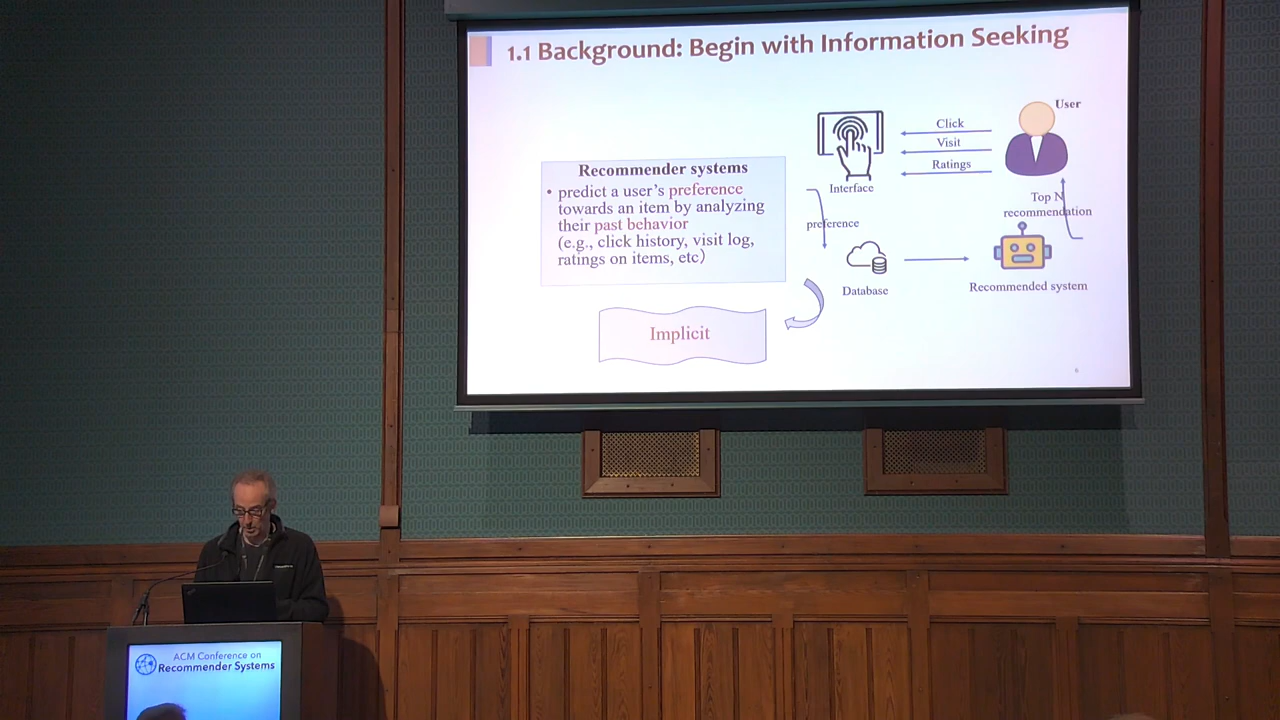 1.1 Background: Begin with Information Seeking
User
Click
Visit
Ratings
Interface
Recommender systems
• predict a user's preference
towards an item by analyzing
their past behavior
(e.g., click history, visit log,
ratings on items, etc)
Top N
recommendation
preference
Database
Recommended system
Implicit
ACM Conference on
Recommender Systems